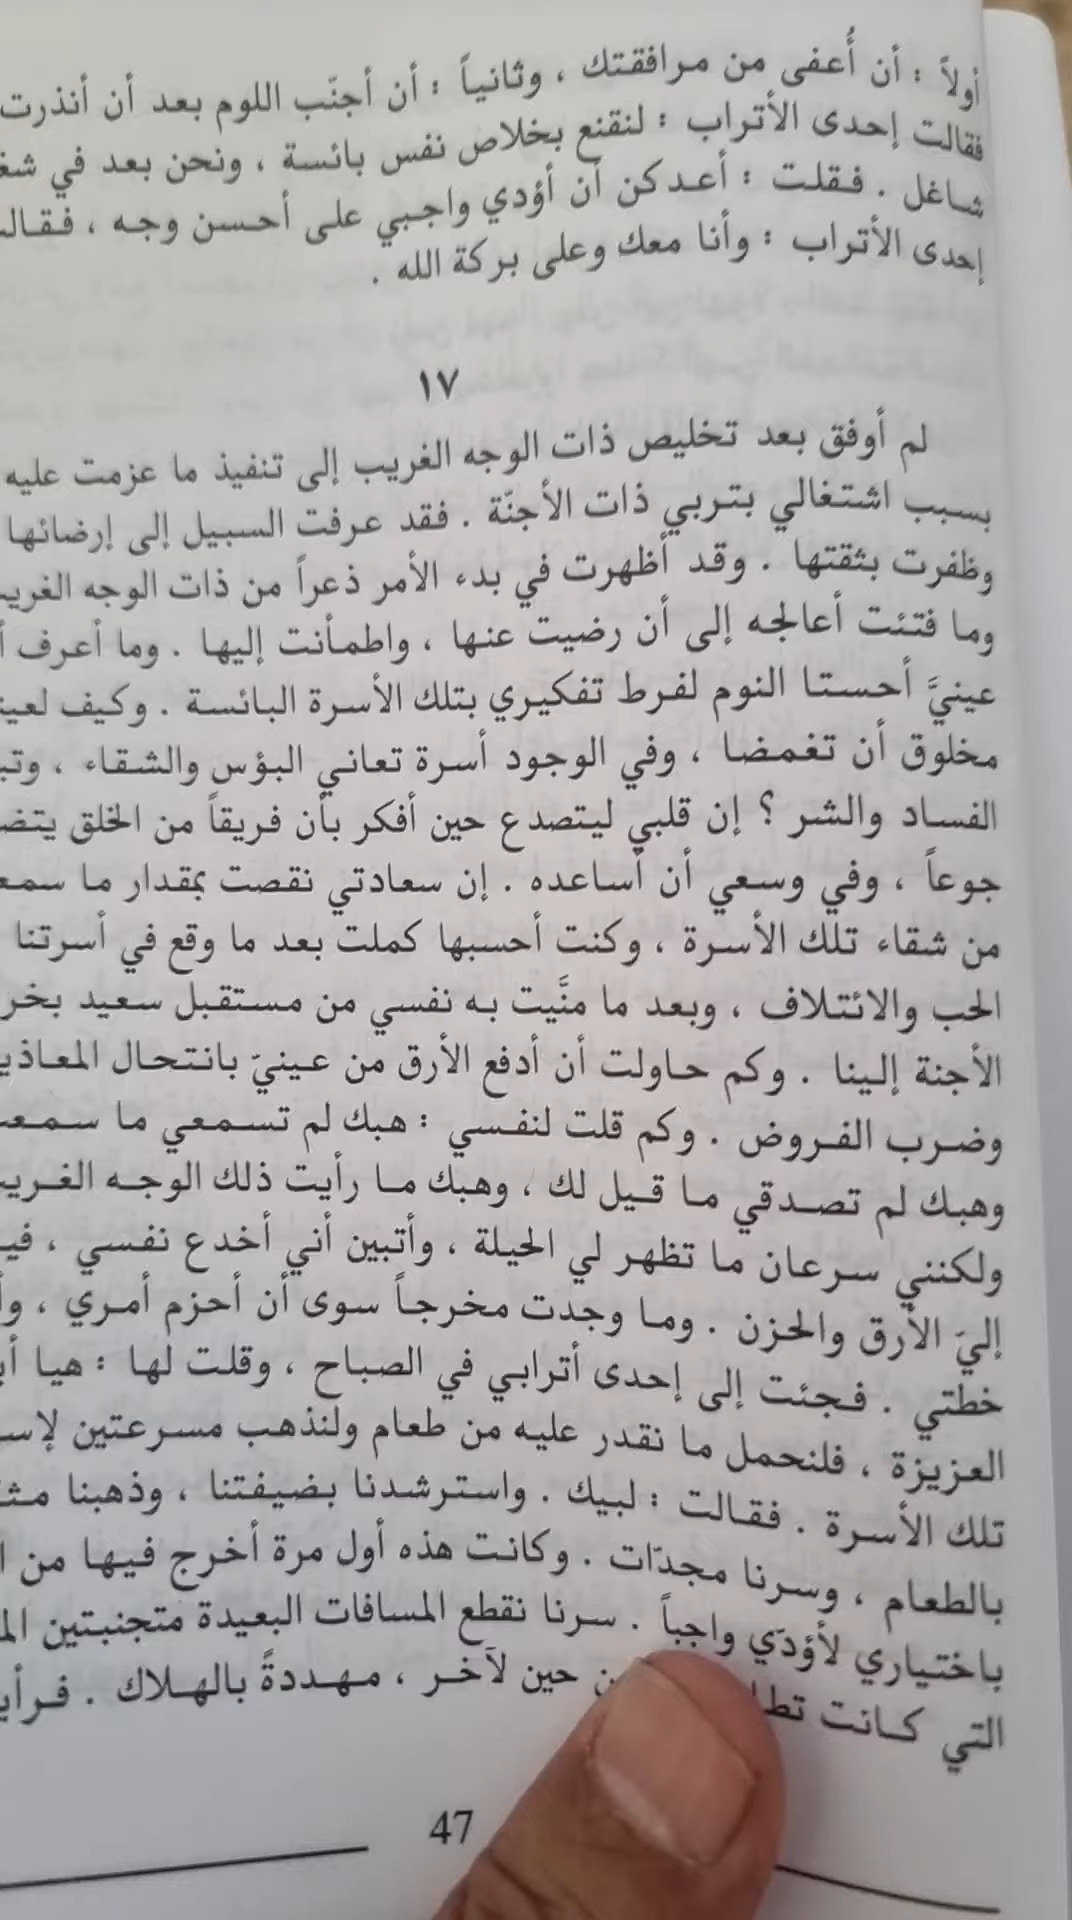 أولاً : أن أُعفى من مرافقتك ، وثانياً : أن أجنّب اللوم بعد أن أنذرت
فقالت إحدى الأتراب : لنقنع بخلاص نفس بائسة ، ونحن بعد في
شاغل . فقلت : أعدكن أن أؤدي واجبي على أحسن وجه ،
إحدى الأتراب : وأنا معك وعلى بركة الله .
١٧
لم أوفق بعد تخليص ذات الوجه الغريب إلى تنفيذ ما عزمت عليه
بسبب اشتغالي بتربي ذات الأجنّة . فقد عرفت السبيل إلى إرضائها
وظفرت بثقتها . وقد أظهرت في بدء الأمر ذعراً من ذات الوجه
وما فتئت أعالجه إلى أن رضيت عنها ، واطمأنت إليها . وما أعرف
عينيَّ أحستا النوم لفرط تفكيري بتلك الأسرة البائسة . وكيف
مخلوق أن تغمضا ، وفي الوجود أسرة تعاني البؤس والشقاء ،
الفساد والشر ؟ إن قلبي ليتصدع حين أفكر بأن فريقاً من الخلق
جوعاً ، وفي وسعي أن أساعده . إن سعادتي نقصت بمقدار ما
من شقاء تلك الأسرة ، وكنت أحسبها كملت بعد ما وقع في أسرتنا
الحب والائتلاف ، وبعد ما منَّيت به نفسي من مستقبل سعيد
الأجنة إلينا . وكم حاولت أن أدفع الأرق من عينيّ بانتحال
وضرب الفروض . وكم قلت لنفسي : هبك لم تسمعي ما
وهبك لم تصدقي ما قيل لك ، وهبك ما رأيت ذلك الوجه
ولكنني سرعان ما تظهر لي الحيلة ، وأتبين أني أخدع نفسي ،
إليَ الأرق والحزن . وما وجدت مخرجاً سوى أن أحزم أمري ،
خطتي . فجئت إلى إحدى أترابي في الصباح ، وقلت لها : هيا
العزيزة ، فلنحمل ما نقدر عليه من طعام ولنذهب مسرعتين
تلك الأسرة . فقالت : لبيك . واسترشدنا بضيفتنا ، وذهبنا
بالطعام ، وسرنا مجدّات . وكانت هذه أول مرة أخرج فيها من
باختياري لأؤدّي واجباً . سرنا نقطع المسافات البعيدة متجنبتين
التي كانت حين لآخر ، مهددةً بالهلاك .
47